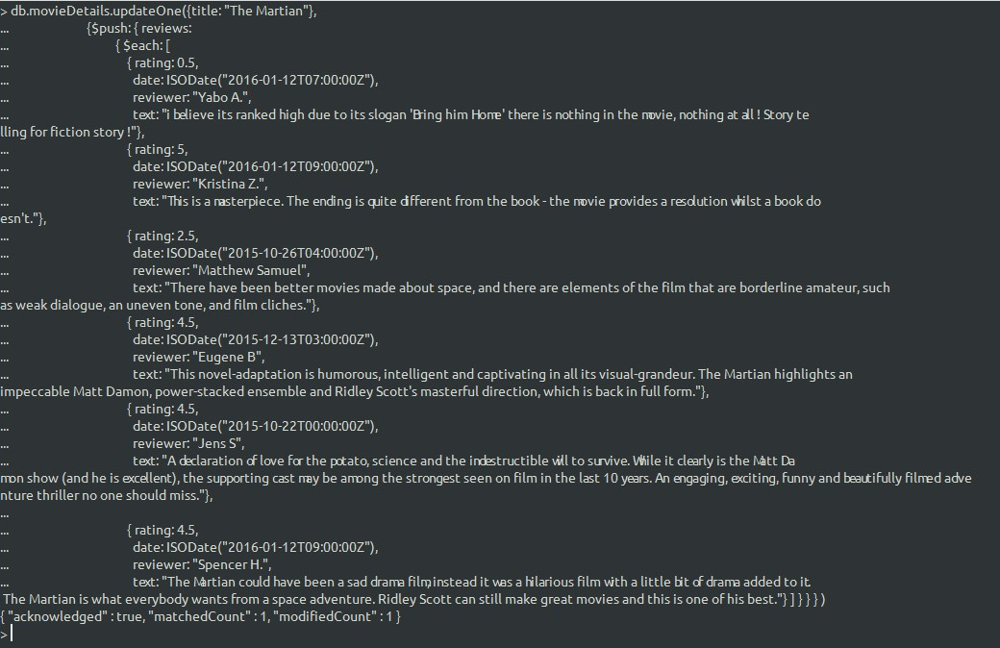 > db.movieDetails.updateOne({title: "The Martian"},
... {$push: { reviews:
... { $each: [
... { rating: 0.5,
... date: ISODate("2016-01-12T07:00:00Z"),
... reviewer: "Yabo A.",
... text: "i believe its ranked high due to its slogan 'Bring him Home' there is nothing in the movie, nothing at all ! Story te
lling for fiction story !"},
... { rating: 5,
... date: ISODate("2016-01-12T09:00:00Z"),
... reviewer: "Kristina Z.",
... text: "This is a masterpiece. The ending is quite different from the book - the movie provides a resolution whilst a book do
esn't."},
... { rating: 2.5,
... date: ISODate("2015-10-26T04:00:00Z"),
... reviewer: "Matthew Samuel",
... text: "There have been better movies made about space, and there are elements of the film that are borderline amateur, such
as weak dialogue, an uneven tone, and film cliches."},
... { rating: 4.5,
... date: ISODate("2015-12-13T03:00:00Z"),
... reviewer: "Eugene B",
... text: "This novel-adaptation is humorous, intelligent and captivating in all its visual-grandeur. The Martian highlights an
impeccable Matt Damon, power-stacked ensemble and Ridley Scott's masterful direction, which is back in full form."},
... { rating: 4.5,
... date: ISODate("2015-10-22T00:00:00Z"),
... reviewer: "Jens S",
... text: "A declaration of love for the potato, science and the indestructible will to survive. While it clearly is the Matt Da
mon show (and he is excellent), the supporting cast may be among the strongest seen on film in the last 10 years. An engaging, exciting, funny and beautifully filmed adve
nture thriller no one should miss."},
...
... { rating: 4.5,
... date: ISODate("2016-01-12T09:00:00Z"),
... reviewer: "Spencer H.",
... text: "The Martian could have been a sad drama film, instead it was a hilarious film with a little bit of drama added to it.
The Martian is what everybody wants from a space adventure. Ridley Scott can still make great movies and this is one of his best."} ] } } } )
{ "acknowledged" : true, "matchedCount" : 1, "modifiedCount" : 1 }
>